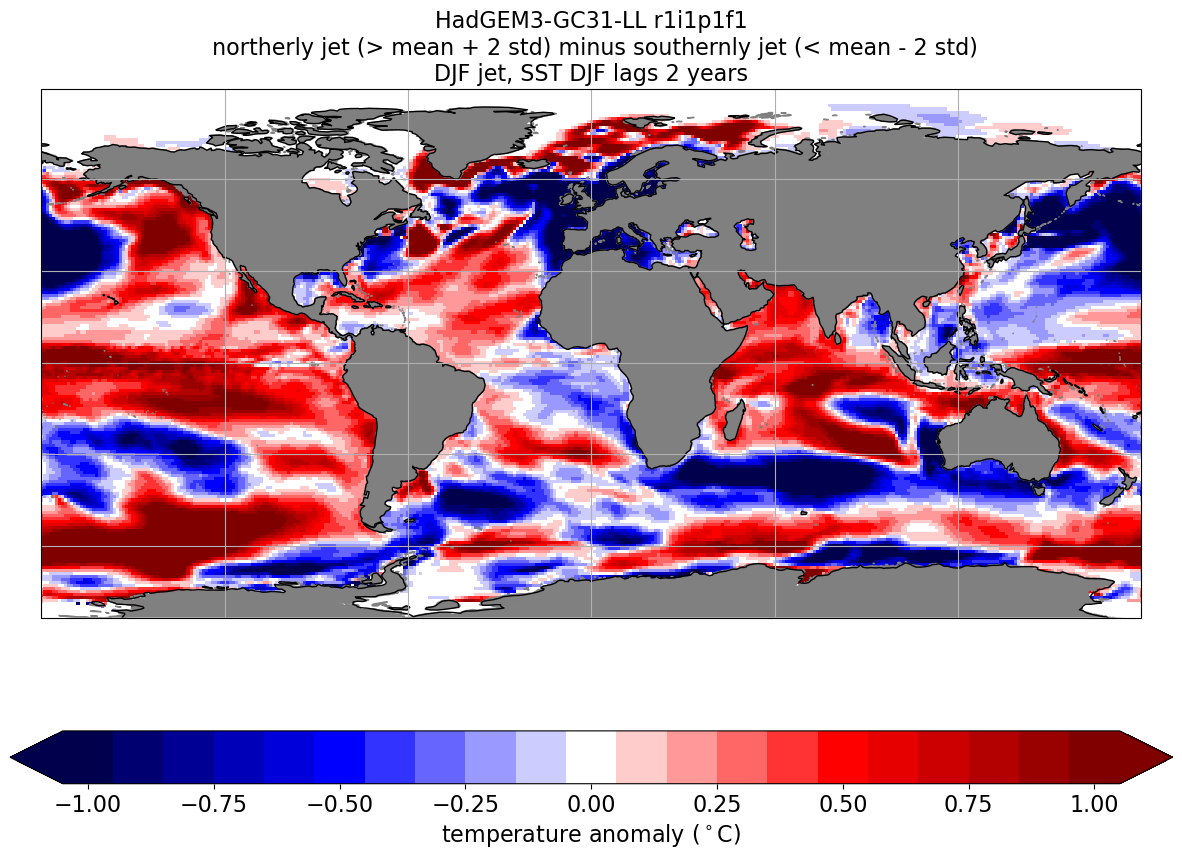 HadGEM3-GC31-LL r1i1p1f1
northerly jet (> mean + 2 std) minus southernly jet (< mean - 2 std)
DJF jet, SST DJF lags 2 years
−1.00 −0.75 −0.50 −0.25 0.00 0.25 0.50 0.75 1.00
temperature anomaly (°C)